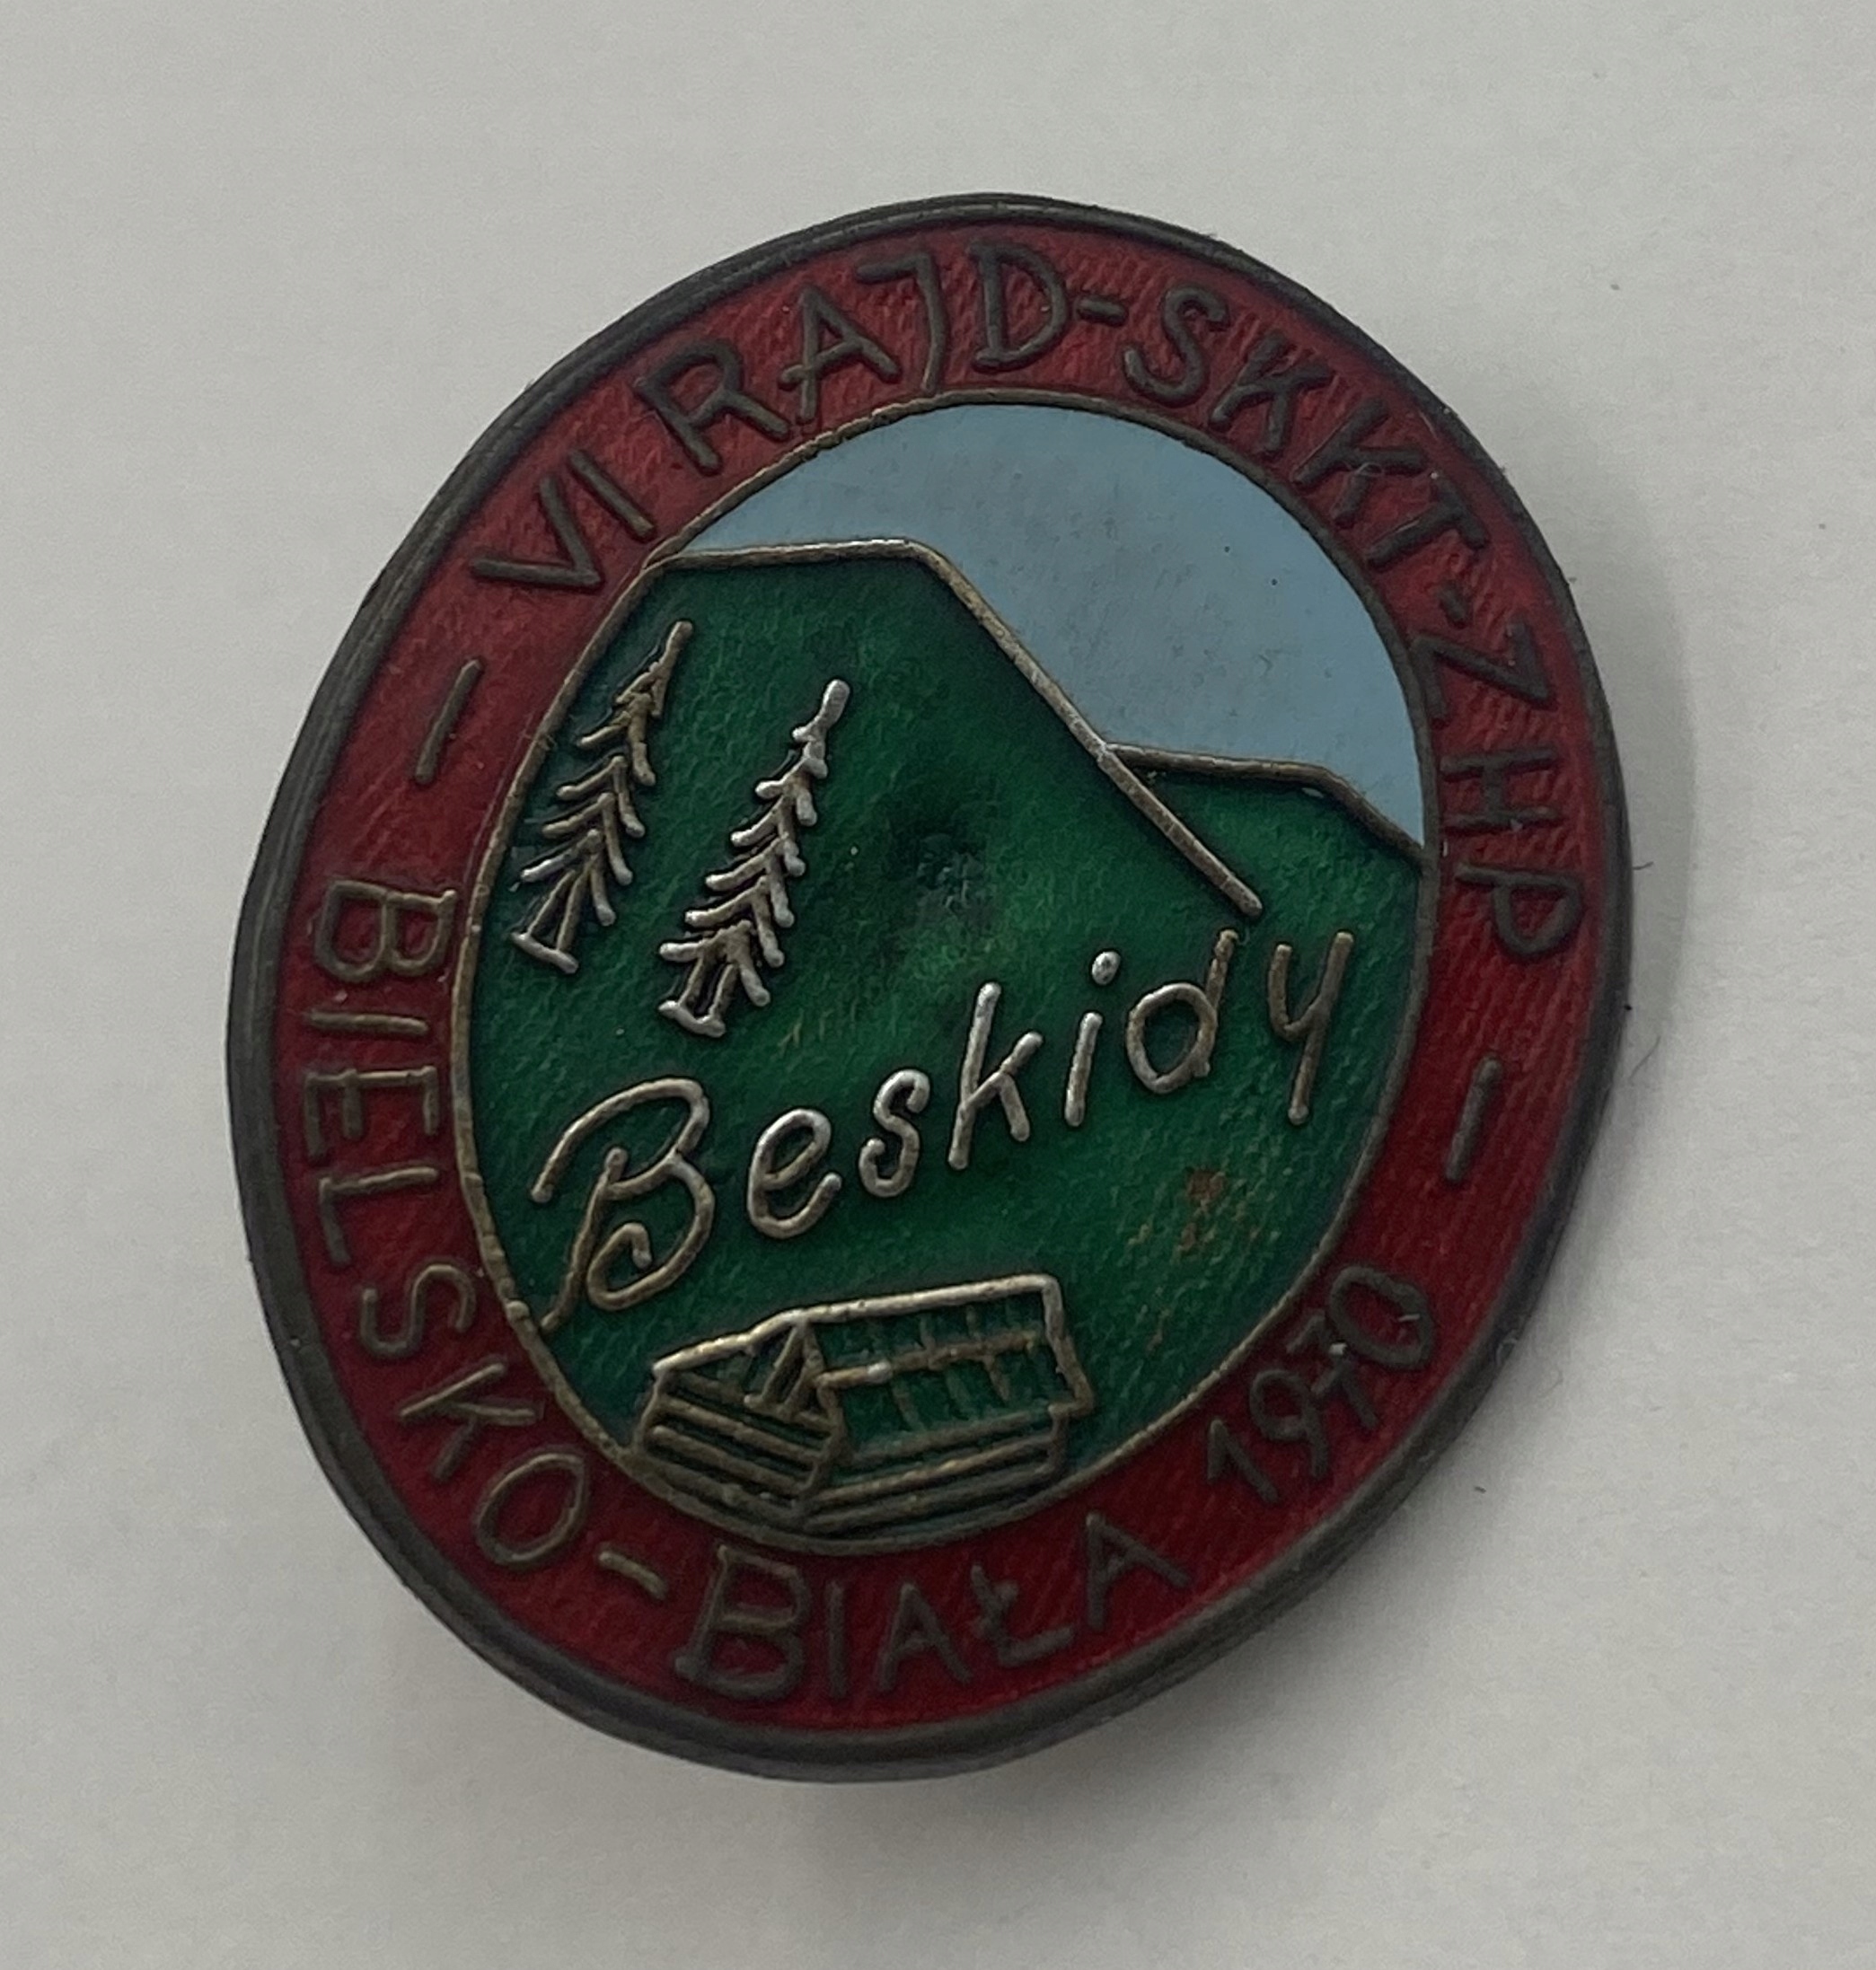 – VI RAJD-SKKT-ZHP –
Beskidy
BIELSKO-BIAŁA 1970